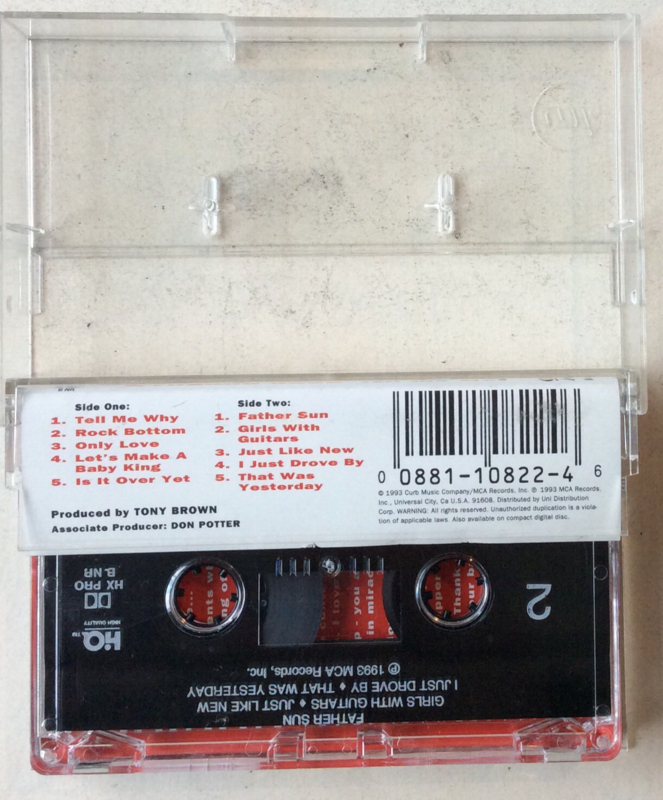 Side One:
1. Tell Me Why
2. Rock Bottom
3. Only Love
4. Let's Make A
Baby King
5. Is It Over Yet
Side Two:
1. Father Sun
2. Girls With
Guitars
3. Just Like New
4. I Just Drove By
5. That Was
Yesterday
Produced by TONY BROWN
Associate Producer: DON POTTER
0 0881-10822-4 6
© 1993 Curb Music Company/MCA Records, Inc. ℗ 1993 MCA Records,
Inc., Universal City, Ca U.S.A. 91608. Distributed by Uni Distribution
Corp. WARNING: All rights reserved. Unauthorized duplication is a viola-
tion of applicable laws. Also available on compact digital disc.
2
HX PRO
B NR
HQ™
HIGH QUALITY
FATHER SUN
GIRLS WITH GUITARS ♦ JUST LIKE NEW
I JUST DROVE BY ♦ THAT WAS YESTERDAY
℗ 1993 MCA Records, Inc.
in mirac
p - you a
Thank